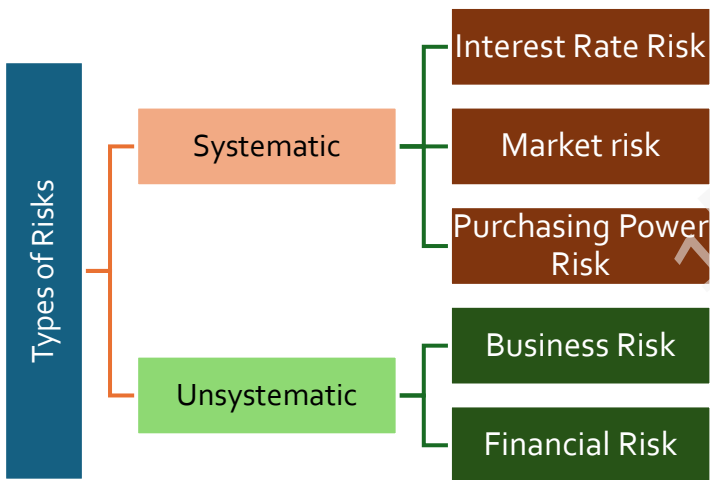 Types of Risks
Systematic
Interest Rate Risk
Market risk
Purchasing Power
Risk
Unsystematic
Business Risk
Financial Risk